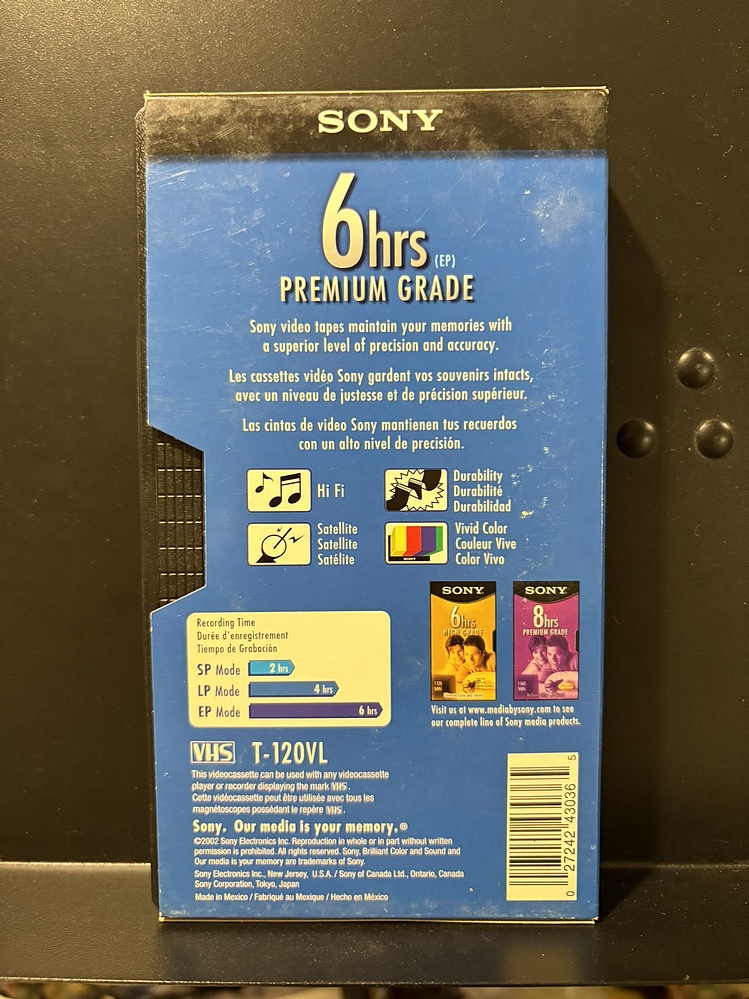 SONY
6hrs (EP)
PREMIUM GRADE
Sony video tapes maintain your memories with
a superior level of precision and accuracy.
Les cassettes vidéo Sony gardent vos souvenirs intacts,
avec un niveau de justesse et de précision supérieur.
Las cintas de video Sony mantienen tus recuerdos
con un alto nivel de precisión.
Hi Fi
Durability
Durabilité
Durabilidad
Satellite
Satellite
Satélite
SONY
Vivid Color
Couleur Vive
Color Vivo
Recording Time
Durée d'enregistrement
Tiempo de Grabación
SP Mode 2 hrs
LP Mode 4 hrs
EP Mode 6 hrs
SONY
6hrs
HIGH GRADE
SONY
8hrs
PREMIUM GRADE
Visit us at www.mediabysony.com to see
our complete line of Sony media products.
VHS T-120VL
This videocassette can be used with any videocassette
player or recorder displaying the mark VHS.
Cette vidéocassette peut être utilisée avec tous les
magnétoscopes possédant le repère VHS.
Sony. Our media is your memory.®
©2002 Sony Electronics Inc. Reproduction in whole or in part without written
permission is prohibited. All rights reserved. Sony, Brilliant Color and Sound and
Our media is your memory are trademarks of Sony.
Sony Electronics Inc., New Jersey, U.S.A. / Sony of Canada Ltd., Ontario, Canada
Sony Corporation, Tokyo, Japan
Made in Mexico / Fabriqué au Mexique / Hecho en México
0 27242 43036 5